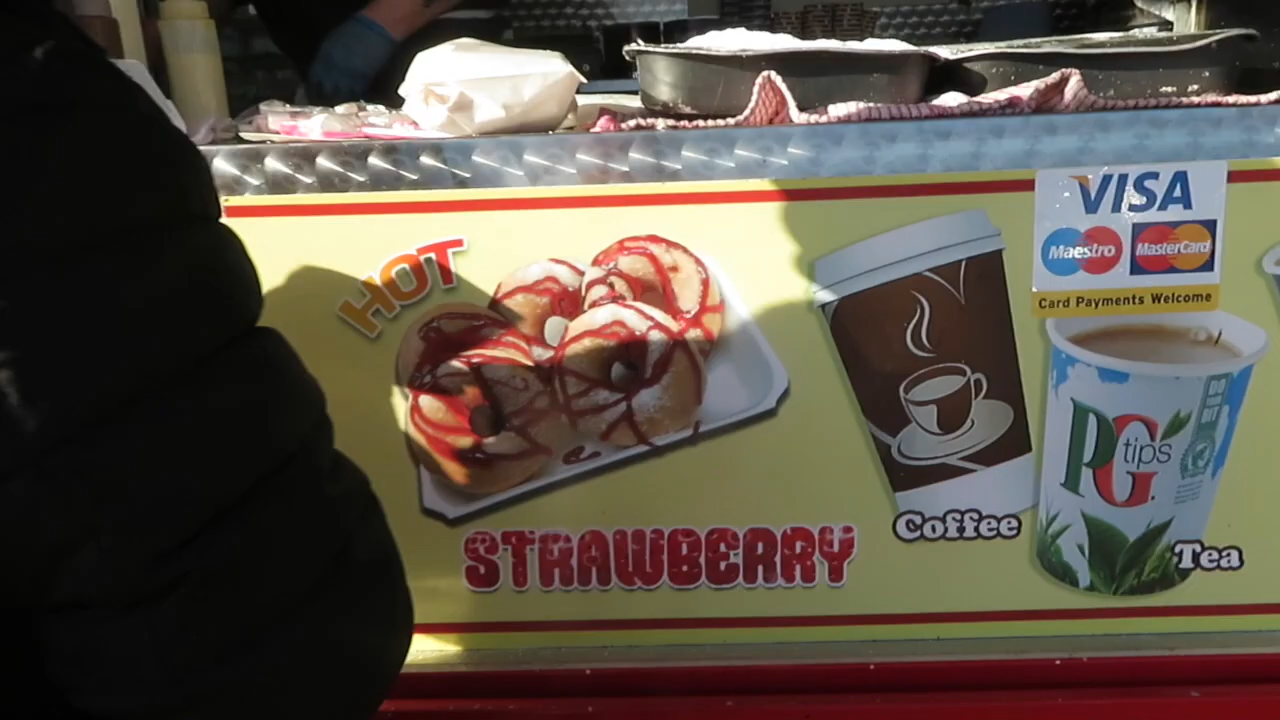 HOT
STRAWBERRY
Coffee
VISA
Maestro
MasterCard
Card Payments Welcome
PG
tips
Tea